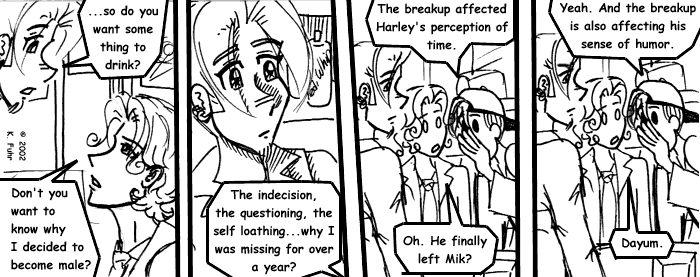 ...so do you
want some
thing to
drink?
© 2002
K. Fuhr
Don't you
want to
know why
I decided to
become male?
The indecision,
the questioning, the
self loathing...why I
was missing for over
a year?
The breakup affected
Harley's perception of
time.
Oh. He finally
left Mik?
Yeah. And the breakup
is also affecting his
sense of humor.
Dayum.